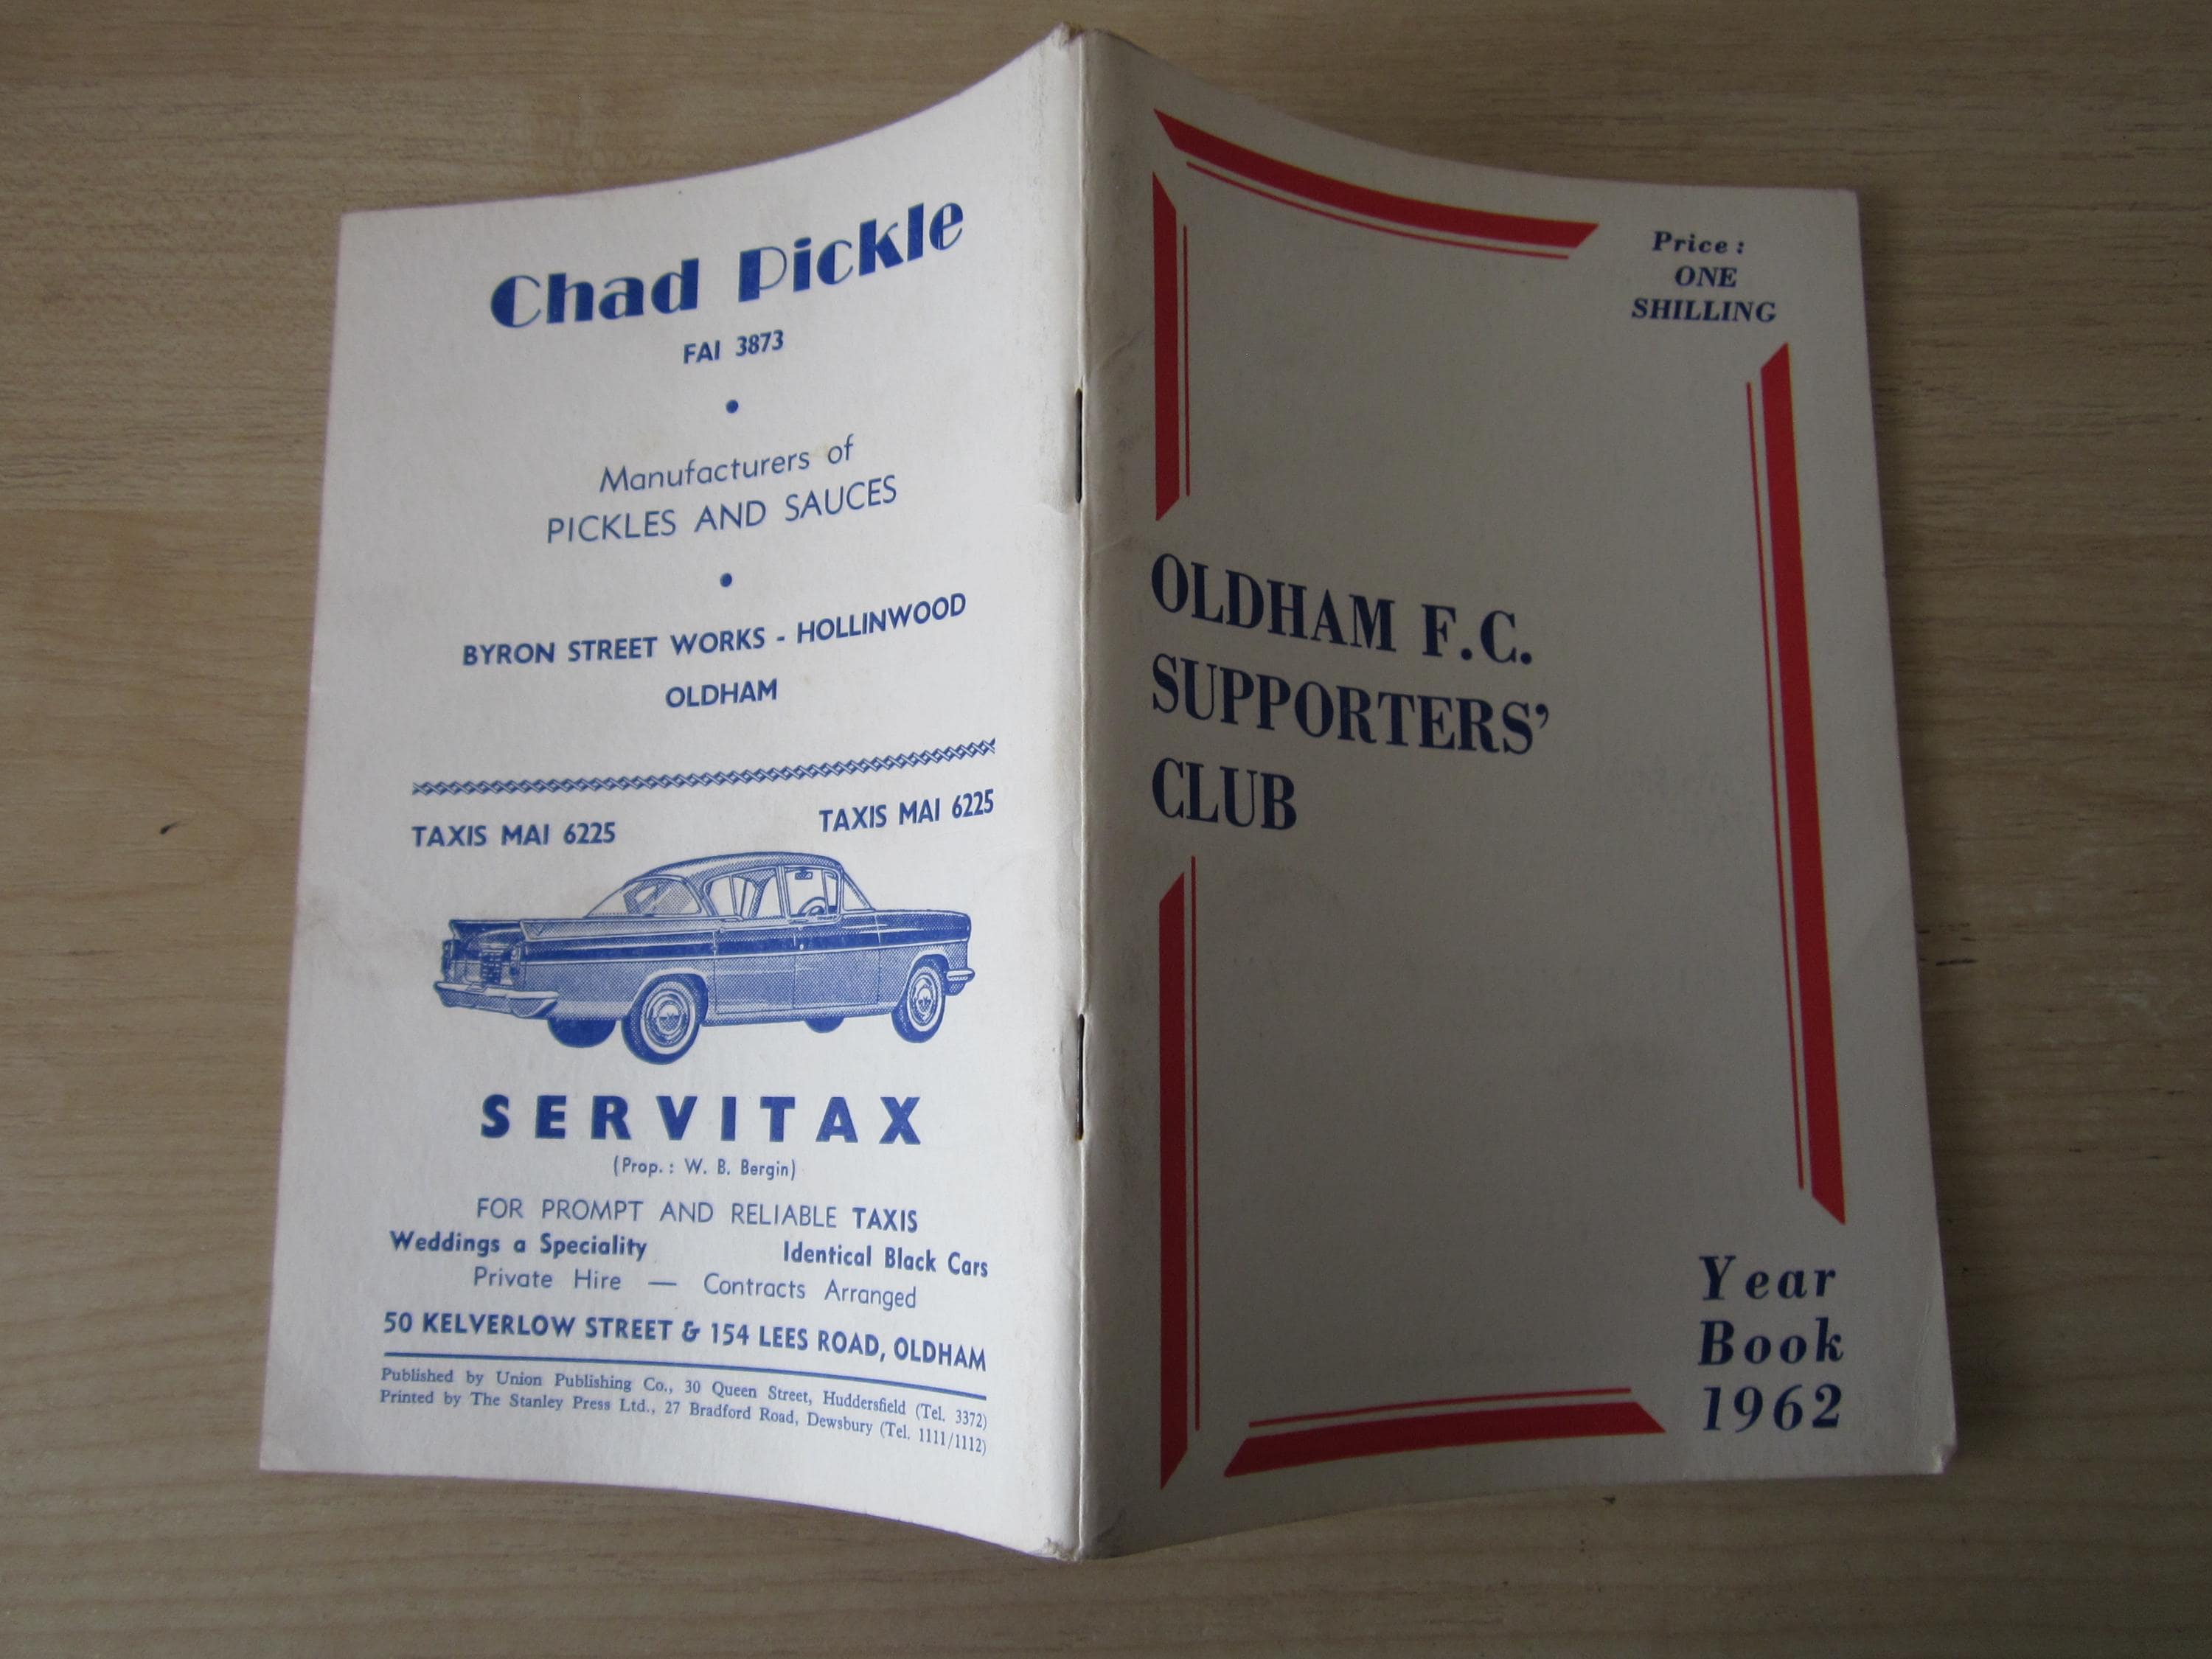 Chad Pickle
FAI 3873
Manufacturers of
PICKLES AND SAUCES
BYRON STREET WORKS - HOLLINWOOD
OLDHAM
TAXIS MAI 6225 TAXIS MAI 6225
SERVITAX
(Prop.: W. B. Bergin)
FOR PROMPT AND RELIABLE TAXIS
Weddings a Speciality Identical Black Cars
Private Hire — Contracts Arranged
50 KELVERLOW STREET & 154 LEES ROAD, OLDHAM
Published by Union Publishing Co., 30 Queen Street, Huddersfield (Tel. 3372)
Printed by The Stanley Press Ltd., 27 Bradford Road, Dewsbury (Tel. 1111/1112)
Price :
ONE
SHILLING
OLDHAM F.C.
SUPPORTERS'
CLUB
Year
Book
1962